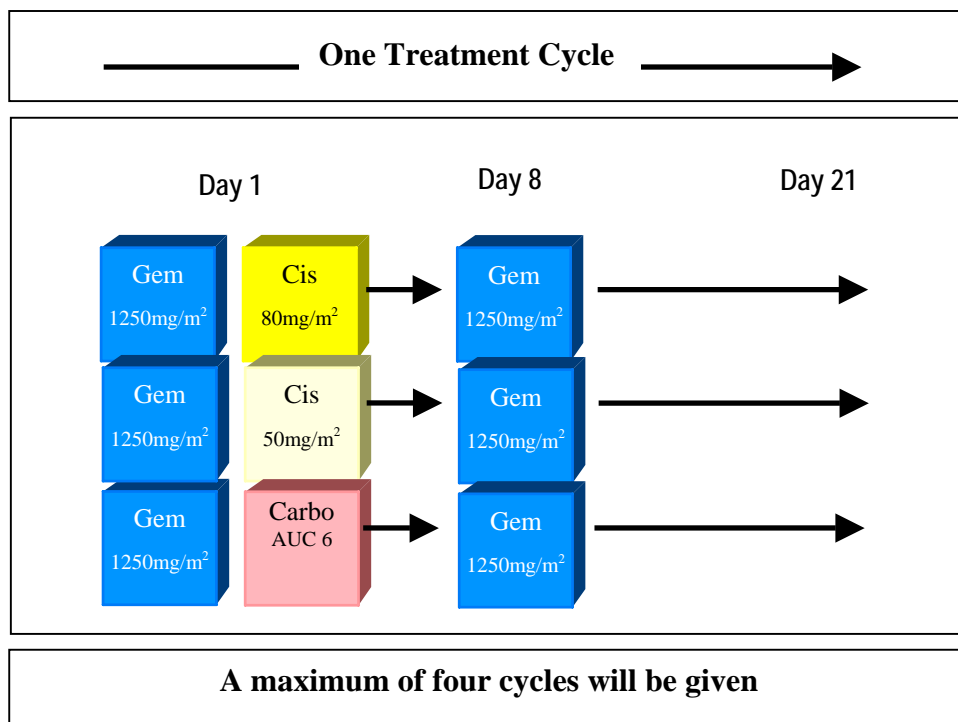 One Treatment Cycle
Day 1 Day 8 Day 21
Gem Cis Gem
1250mg/m² 80mg/m² 1250mg/m²
Gem Cis Gem
1250mg/m² 50mg/m² 1250mg/m²
Gem Carbo Gem
1250mg/m² AUC 6 1250mg/m²
A maximum of four cycles will be given